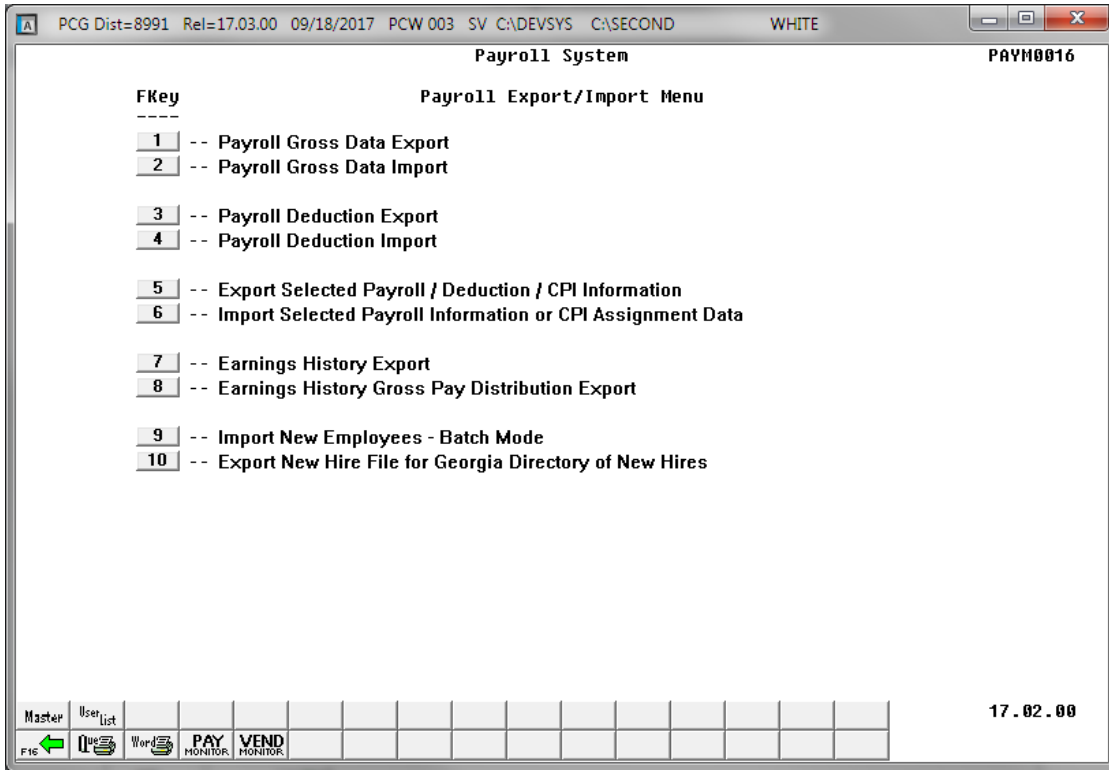 A PCG Dist=8991 Rel=17.03.00 09/18/2017 PCW 003 SV C:\DEVSYS C:\SECOND WHITE
Payroll System PAYM0016
FKey Payroll Export/Import Menu
----
1 -- Payroll Gross Data Export
2 -- Payroll Gross Data Import
3 -- Payroll Deduction Export
4 -- Payroll Deduction Import
5 -- Export Selected Payroll / Deduction / CPI Information
6 -- Import Selected Payroll Information or CPI Assignment Data
7 -- Earnings History Export
8 -- Earnings History Gross Pay Distribution Export
9 -- Import New Employees - Batch Mode
10 -- Export New Hire File for Georgia Directory of New Hires
Master User List 17.02.00
F16 Que Word PAY MONITOR VEND MONITOR